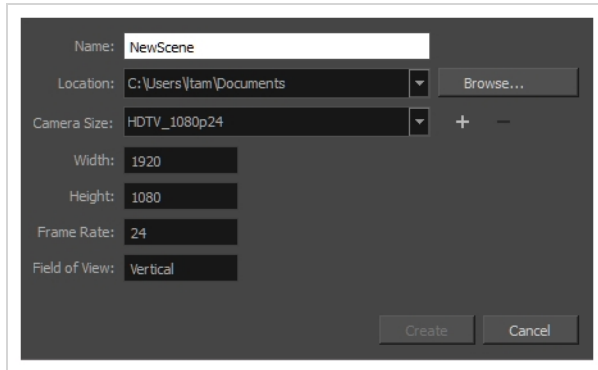 Name: NewScene
Location: C:\Users\ltam\Documents Browse...
Camera Size: HDTV_1080p24 + −
Width: 1920
Height: 1080
Frame Rate: 24
Field of View: Vertical
Create Cancel